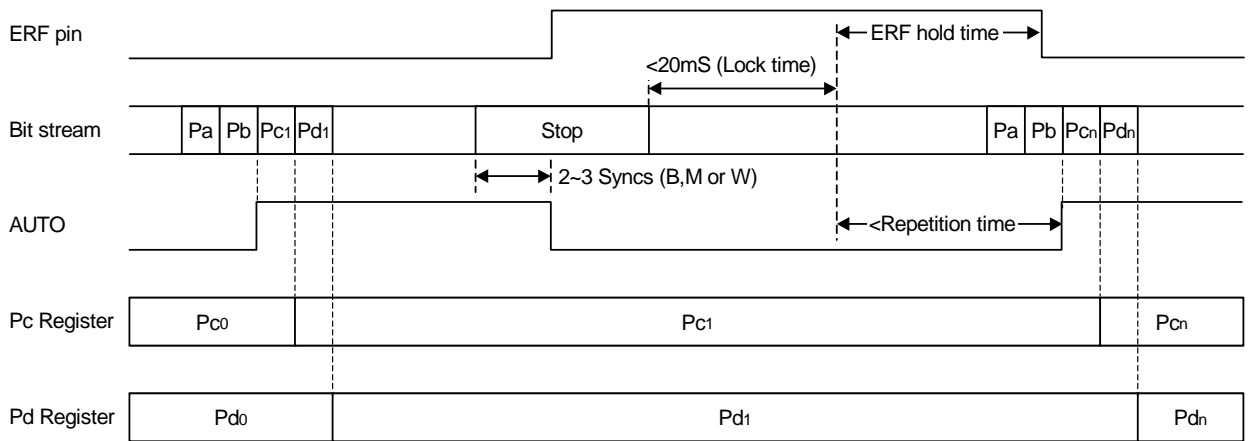 ERF pin
ERF hold time
<20mS (Lock time)
Bit stream
Pa Pb Pc1 Pd1 Stop Pa Pb Pcn Pdn
2~3 Syncs (B,M or W)
AUTO
<Repetition time
Pc Register Pc0 Pc1 Pcn
Pd Register Pd0 Pd1 Pdn